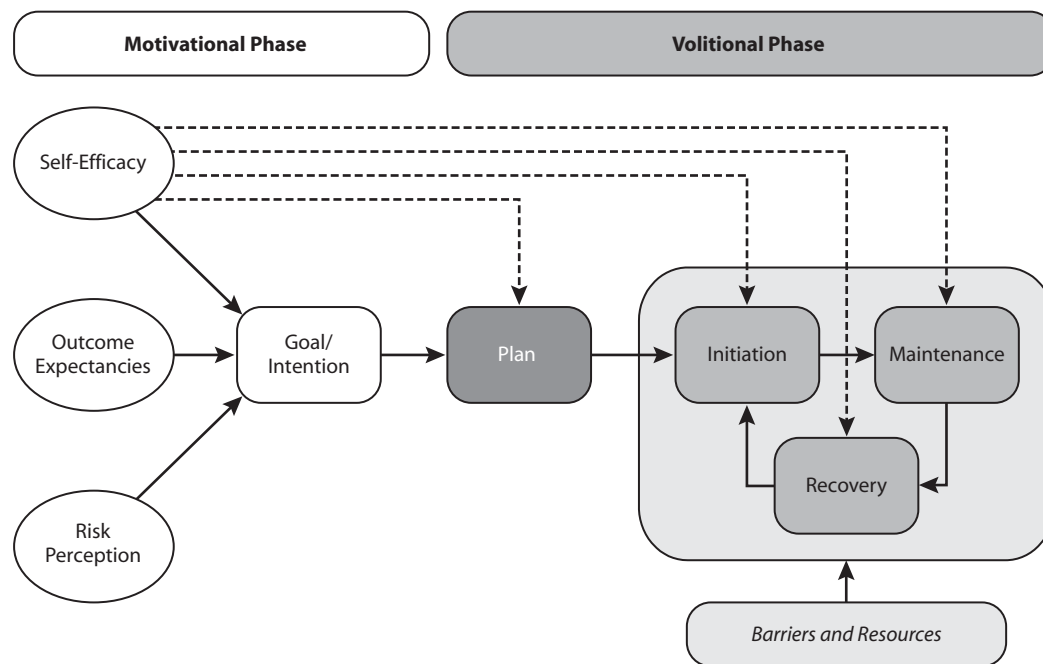 Motivational Phase
Volitional Phase
Self-Efficacy
Outcome
Expectancies
Goal/
Intention
Plan
Initiation
Maintenance
Recovery
Risk
Perception
Barriers and Resources